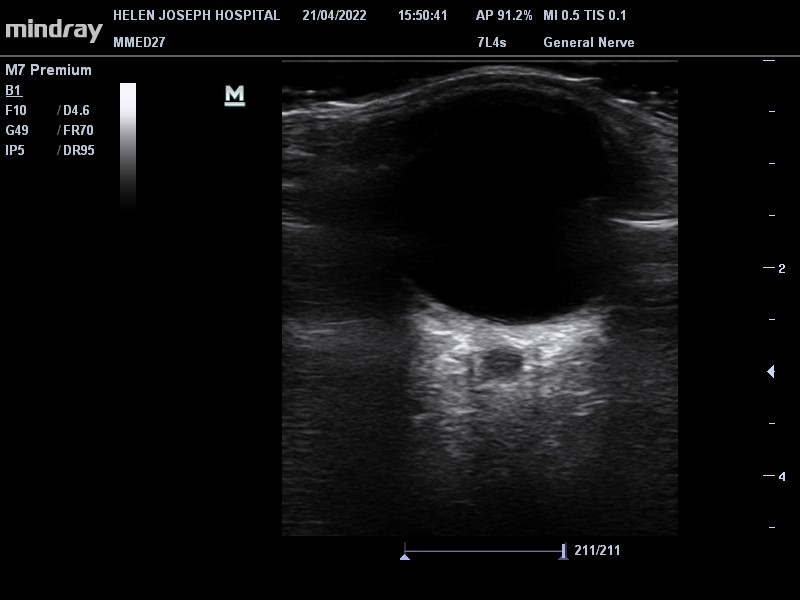 mindray
HELEN JOSEPH HOSPITAL 21/04/2022 15:50:41 AP 91.2% MI 0.5 TIS 0.1
MMED27 7L4s General Nerve
M7 Premium
B1
F10 / D4.6
G49 / FR70
IP5 / DR95
M
2
4
211/211